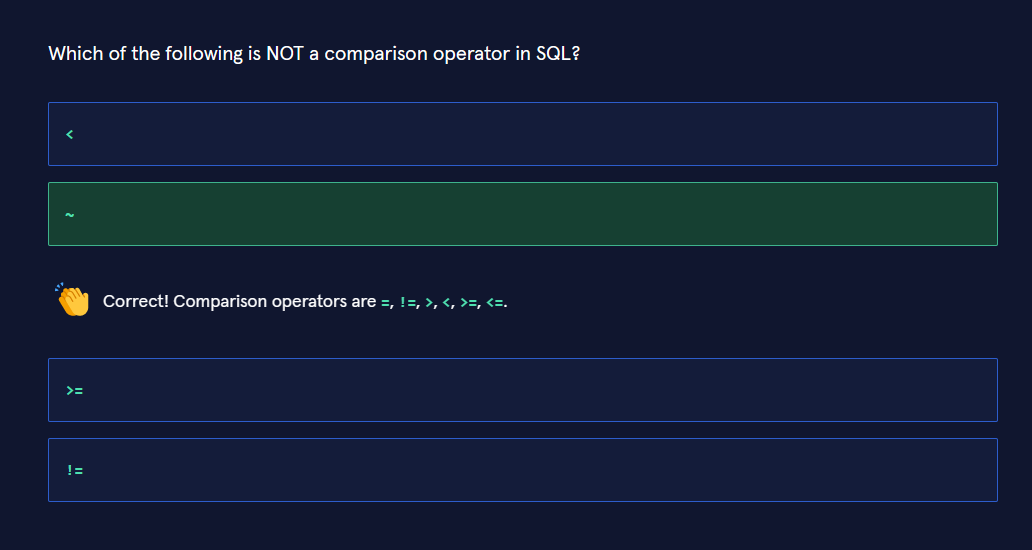 Which of the following is NOT a comparison operator in SQL?
<
~
Correct! Comparison operators are =, !=, >, <, >=, <=.
>=
!=